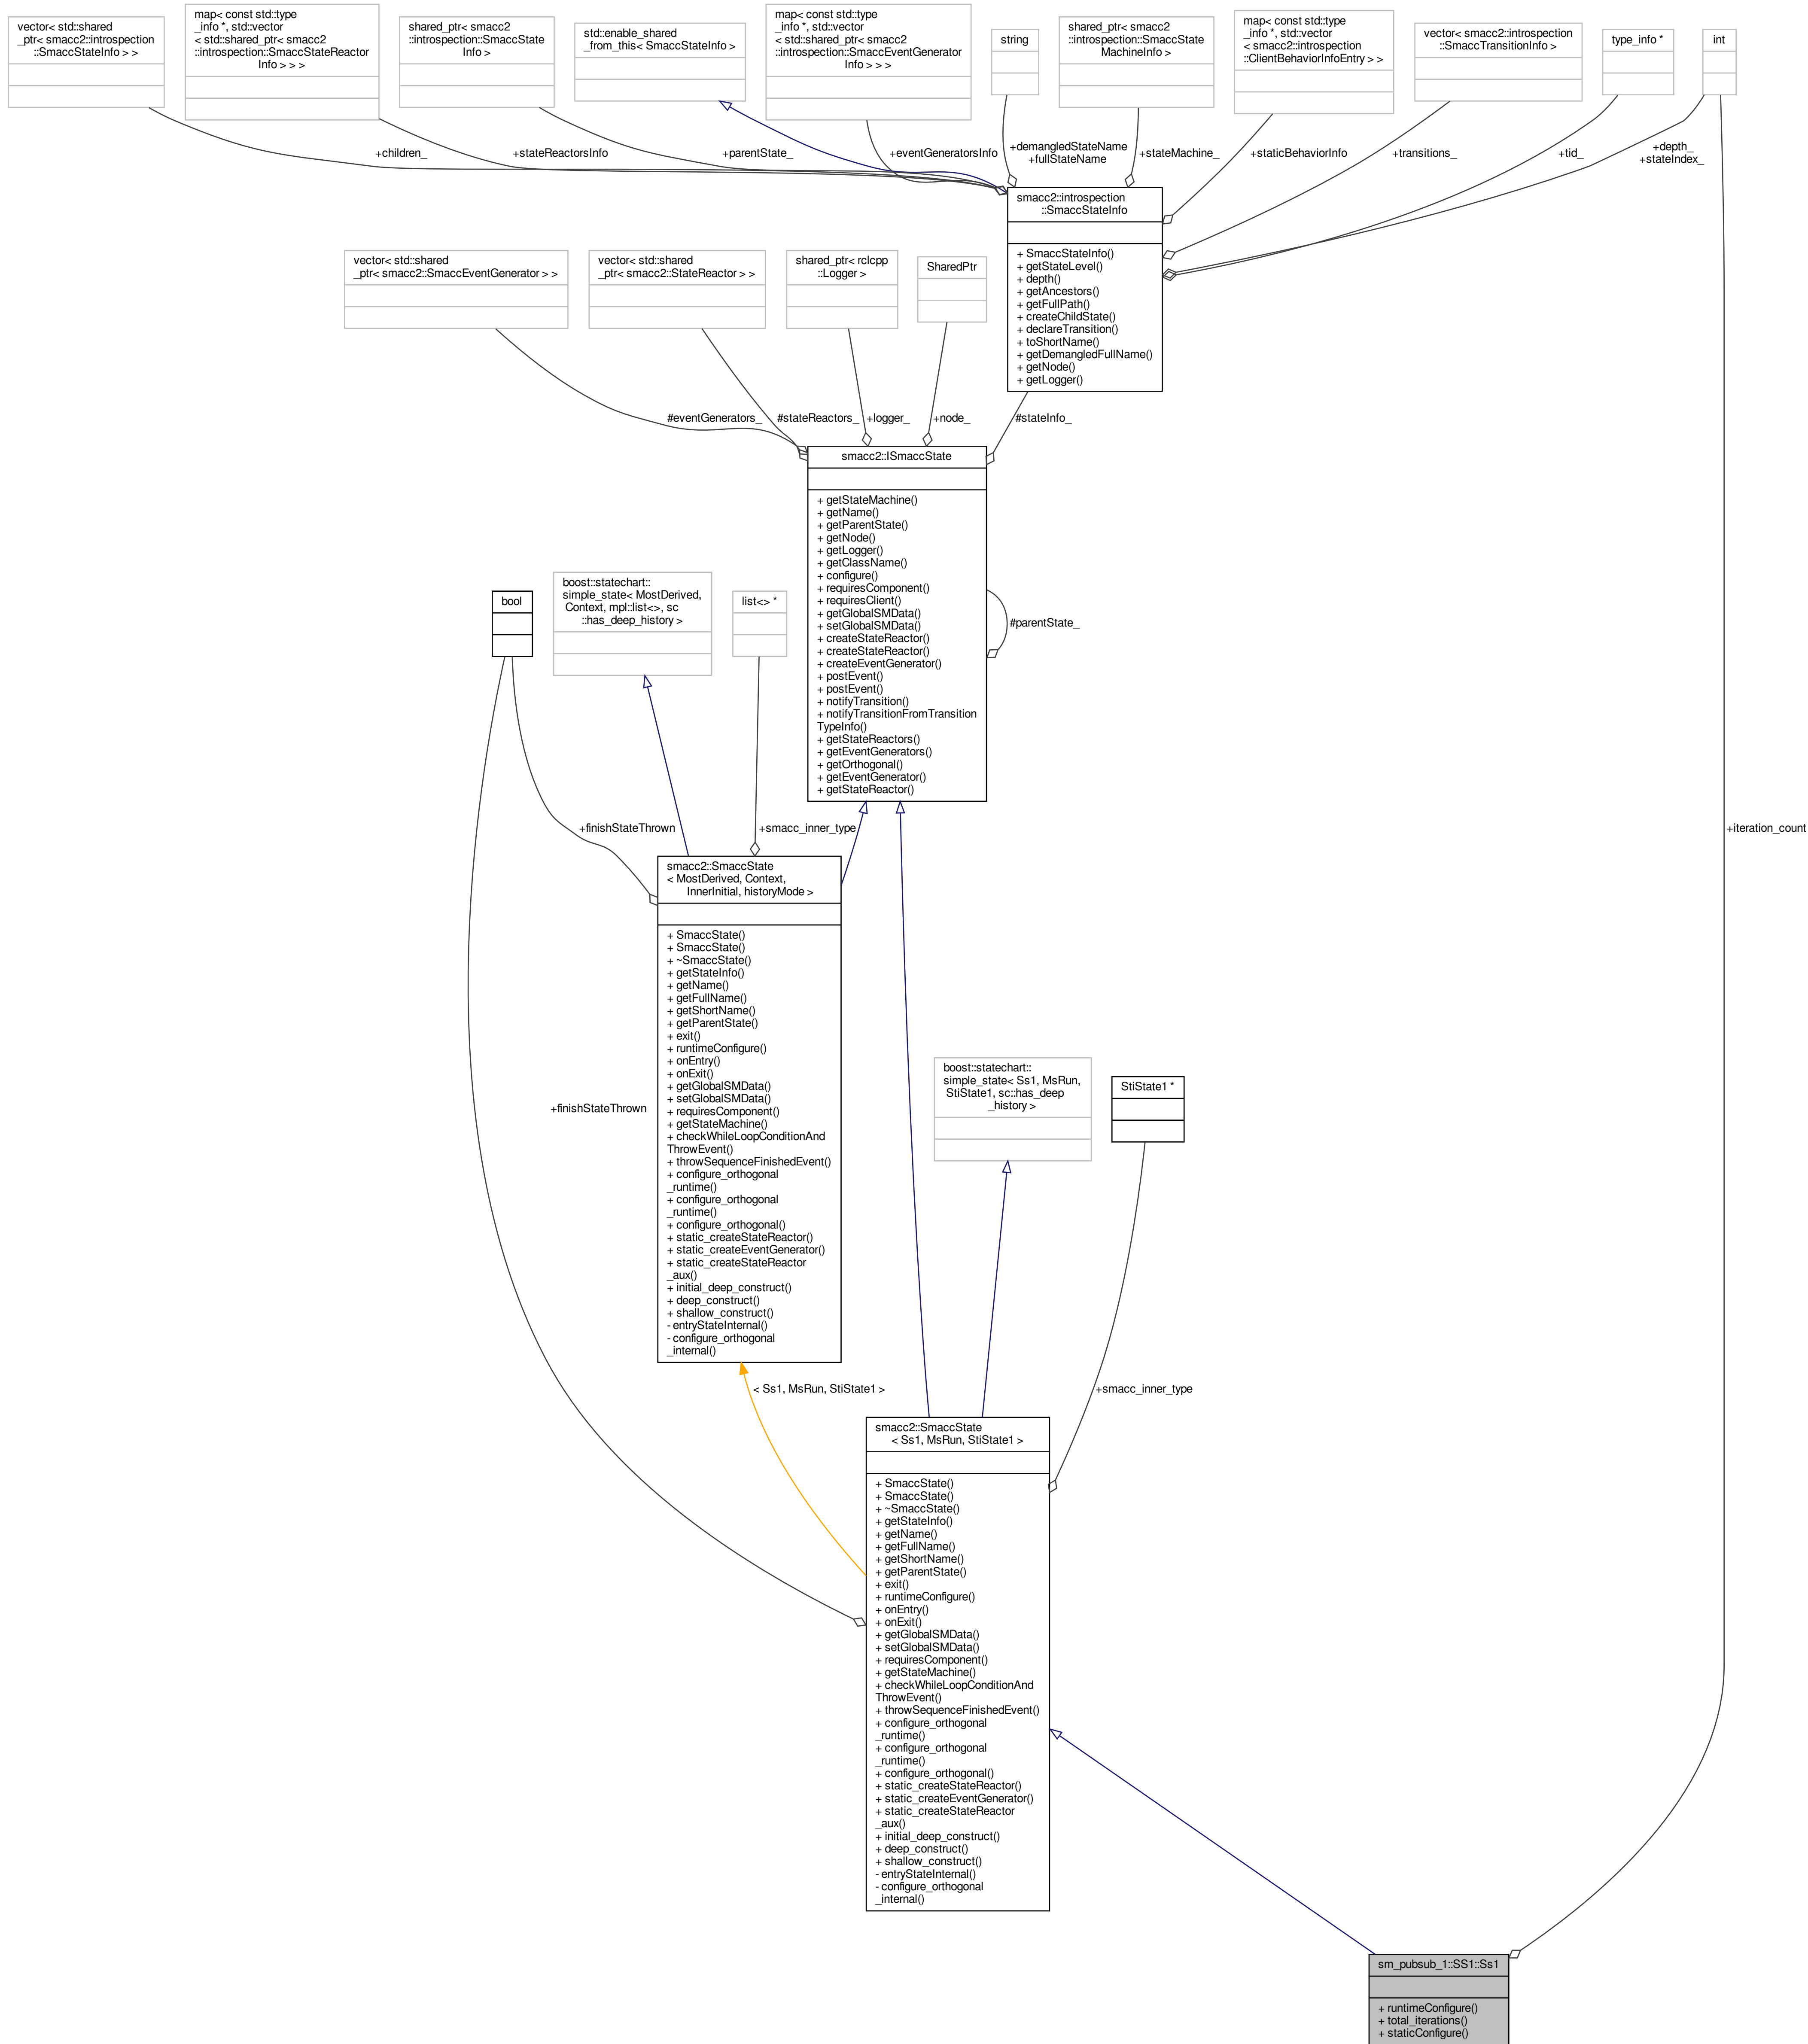 vector< std::shared
_ptr< smacc2::introspection
::SmaccStateInfo > >
map< const std::type
_info *, std::vector
< std::shared_ptr< smacc2
::introspection::SmaccStateReactor
Info > > >
shared_ptr< smacc2
::introspection::SmaccState
Info >
std::enable_shared
_from_this< SmaccStateInfo >
map< const std::type
_info *, std::vector
< std::shared_ptr< smacc2
::introspection::SmaccEventGenerator
Info > > >
string
shared_ptr< smacc2
::introspection::SmaccState
MachineInfo >
map< const std::type
_info *, std::vector
< smacc2::introspection
::ClientBehaviorInfoEntry > >
vector< smacc2::introspection
::SmaccTransitionInfo >
type_info *
int
+children_
+stateReactorsInfo
+parentState_
+eventGeneratorsInfo
+demangledStateName
+fullStateName
+stateMachine_
+staticBehaviorInfo
+transitions_
+tid_
+depth_
+stateIndex_
smacc2::introspection
::SmaccStateInfo
+ SmaccStateInfo()
+ getStateLevel()
+ depth()
+ getAncestors()
+ getFullPath()
+ createChildState()
+ declareTransition()
+ toShortName()
+ getDemangledFullName()
+ getNode()
+ getLogger()
vector< std::shared
_ptr< smacc2::SmaccEventGenerator > >
vector< std::shared
_ptr< smacc2::StateReactor > >
shared_ptr< rclcpp
::Logger >
SharedPtr
#eventGenerators_
#stateReactors_
+logger_
+node_
#stateInfo_
smacc2::ISmaccState
+ getStateMachine()
+ getName()
+ getParentState()
+ getNode()
+ getLogger()
+ getClassName()
+ configure()
+ requiresComponent()
+ requiresClient()
+ getGlobalSMData()
+ setGlobalSMData()
+ createStateReactor()
+ createStateReactor()
+ createEventGenerator()
+ postEvent()
+ postEvent()
+ notifyTransition()
+ notifyTransitionFromTransition
TypeInfo()
+ getStateReactors()
+ getEventGenerators()
+ getOrthogonal()
+ getEventGenerator()
+ getStateReactor()
#parentState_
bool
boost::statechart::
simple_state< MostDerived,
Context, mpl::list<>, sc
::has_deep_history >
list<> *
+finishStateThrown
+smacc_inner_type
+iteration_count
smacc2::SmaccState
< MostDerived, Context,
InnerInitial, historyMode >
+ SmaccState()
+ SmaccState()
+ ~SmaccState()
+ getStateInfo()
+ getName()
+ getFullName()
+ getShortName()
+ getParentState()
+ exit()
+ runtimeConfigure()
+ onEntry()
+ onExit()
+ getGlobalSMData()
+ setGlobalSMData()
+ requiresComponent()
+ getStateMachine()
+ checkWhileLoopConditionAnd
ThrowEvent()
+ throwSequenceFinishedEvent()
+ configure_orthogonal
_runtime()
+ configure_orthogonal
_runtime()
+ configure_orthogonal()
+ static_createStateReactor()
+ static_createEventGenerator()
+ static_createStateReactor
_aux()
+ initial_deep_construct()
+ deep_construct()
+ shallow_construct()
- entryStateInternal()
- configure_orthogonal
_internal()
+finishStateThrown
boost::statechart::
simple_state< Ss1, MsRun,
StiState1, sc::has_deep
_history >
StiState1 *
< Ss1, MsRun, StiState1 >
+smacc_inner_type
smacc2::SmaccState
< Ss1, MsRun, StiState1 >
+ SmaccState()
+ SmaccState()
+ ~SmaccState()
+ getStateInfo()
+ getName()
+ getFullName()
+ getShortName()
+ getParentState()
+ exit()
+ runtimeConfigure()
+ onEntry()
+ onExit()
+ getGlobalSMData()
+ setGlobalSMData()
+ requiresComponent()
+ getStateMachine()
+ checkWhileLoopConditionAnd
ThrowEvent()
+ throwSequenceFinishedEvent()
+ configure_orthogonal
_runtime()
+ configure_orthogonal
_runtime()
+ configure_orthogonal()
+ static_createStateReactor()
+ static_createEventGenerator()
+ static_createStateReactor
_aux()
+ initial_deep_construct()
+ deep_construct()
+ shallow_construct()
- entryStateInternal()
- configure_orthogonal
_internal()
sm_pubsub_1::SS1::Ss1
+ runtimeConfigure()
+ total_iterations()
+ staticConfigure()